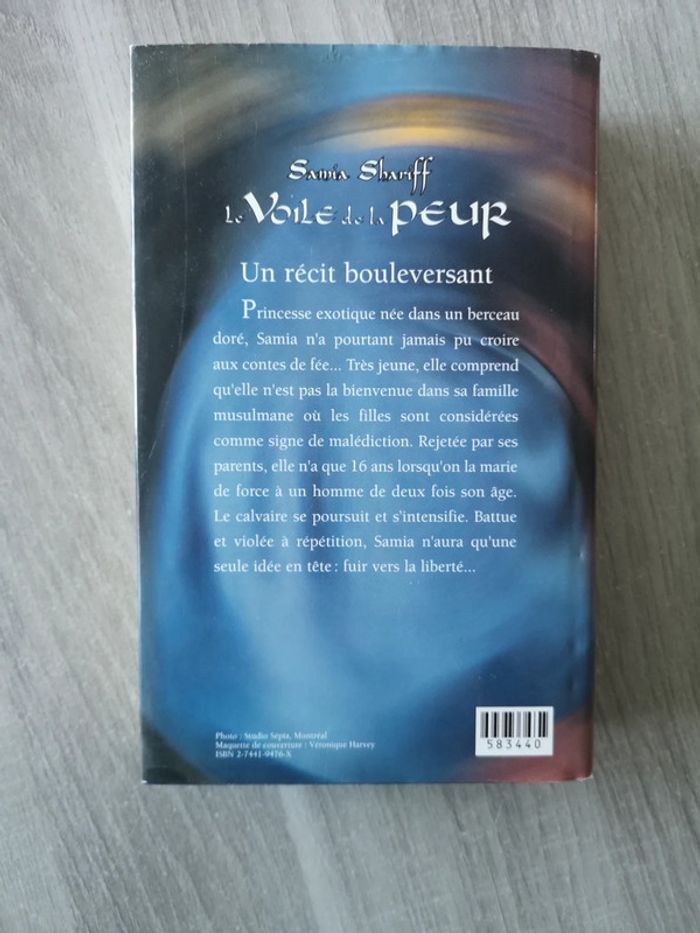 Samia Shariff
Le VOILE de la PEUR
Un récit bouleversant
Princesse exotique née dans un berceau
doré, Samia n'a pourtant jamais pu croire
aux contes de fée... Très jeune, elle comprend
qu'elle n'est pas la bienvenue dans sa famille
musulmane où les filles sont considérées
comme signe de malédiction. Rejetée par ses
parents, elle n'a que 16 ans lorsqu'on la marie
de force à un homme de deux fois son âge.
Le calvaire se poursuit et s'intensifie. Battue
et violée à répétition, Samia n'aura qu'une
seule idée en tête : fuir vers la liberté...
Photo : Studio Septa, Montréal
Maquette de couverture : Véronique Harvey
ISBN 2-7441-9476-X
583440